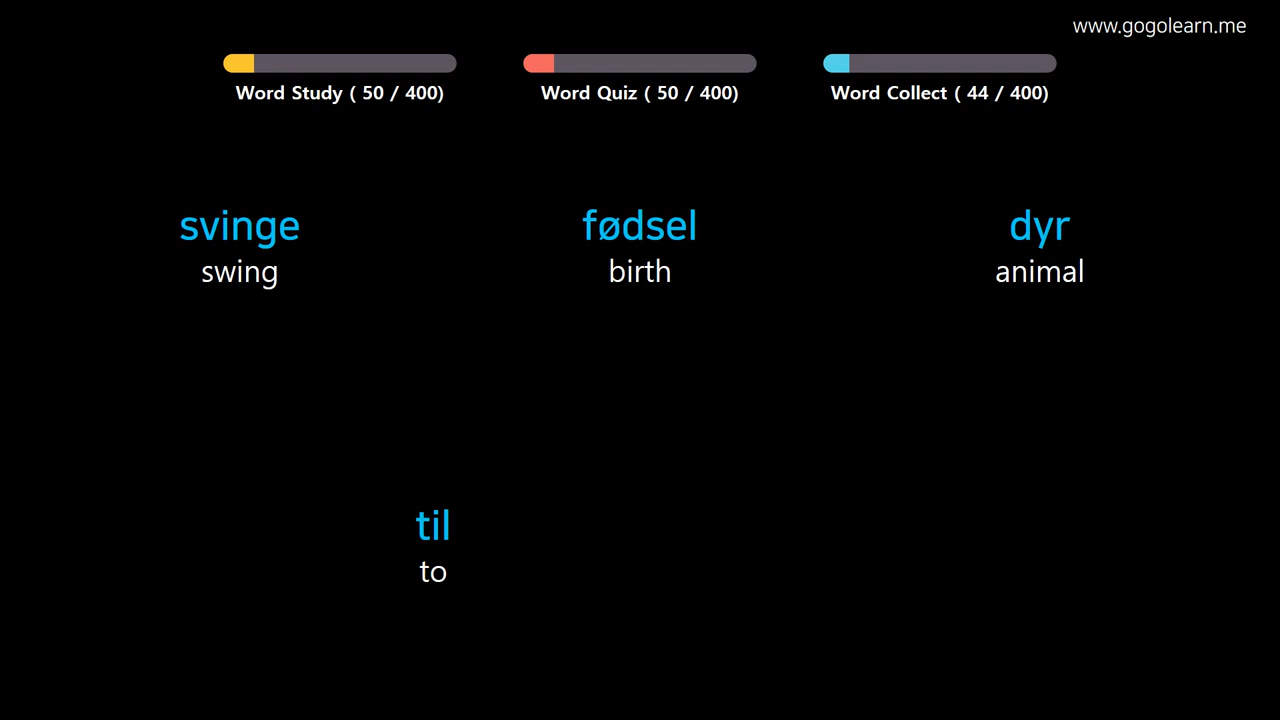 www.gogolearn.me
Word Study ( 50 / 400)
Word Quiz ( 50 / 400)
Word Collect ( 44 / 400)
svinge
swing
fødsel
birth
dyr
animal
til
to